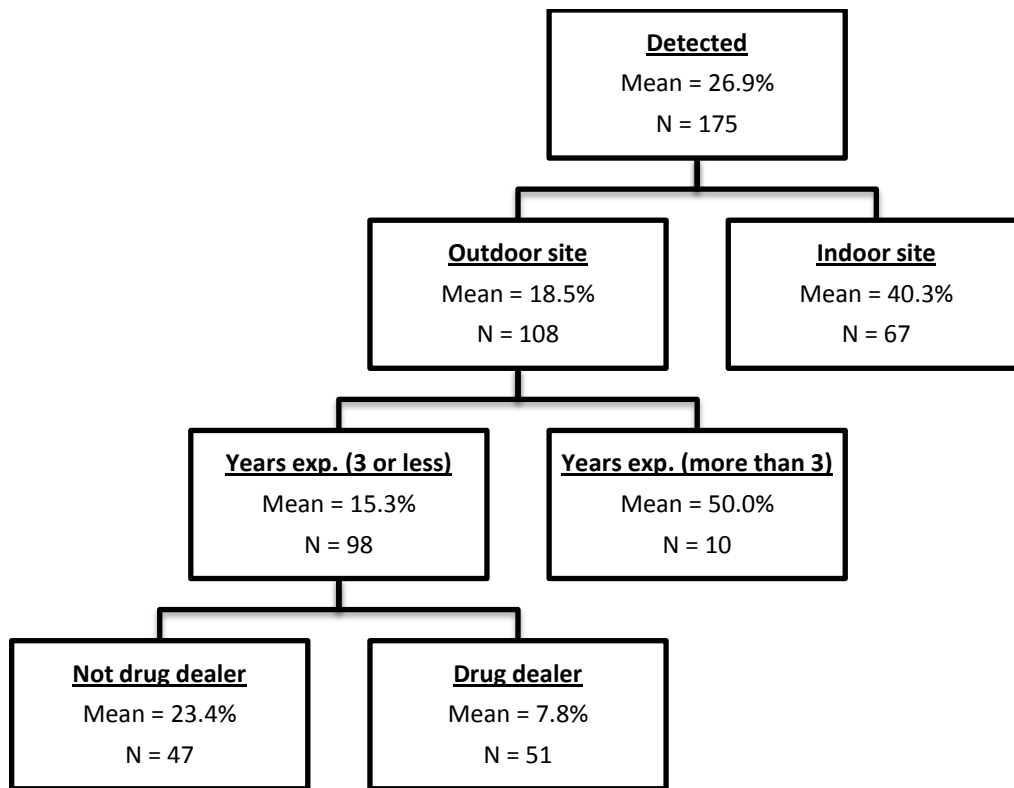 Detected
Mean = 26.9%
N = 175
Outdoor site
Mean = 18.5%
N = 108
Indoor site
Mean = 40.3%
N = 67
Years exp. (3 or less)
Mean = 15.3%
N = 98
Years exp. (more than 3)
Mean = 50.0%
N = 10
Not drug dealer
Mean = 23.4%
N = 47
Drug dealer
Mean = 7.8%
N = 51